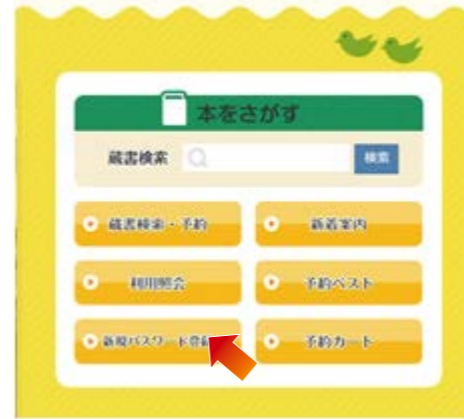 本をさがす
蔵書検索
検索
蔵書検索・予約
新着案内
利用照会
予約ベスト
新規パスワード登録
予約カート